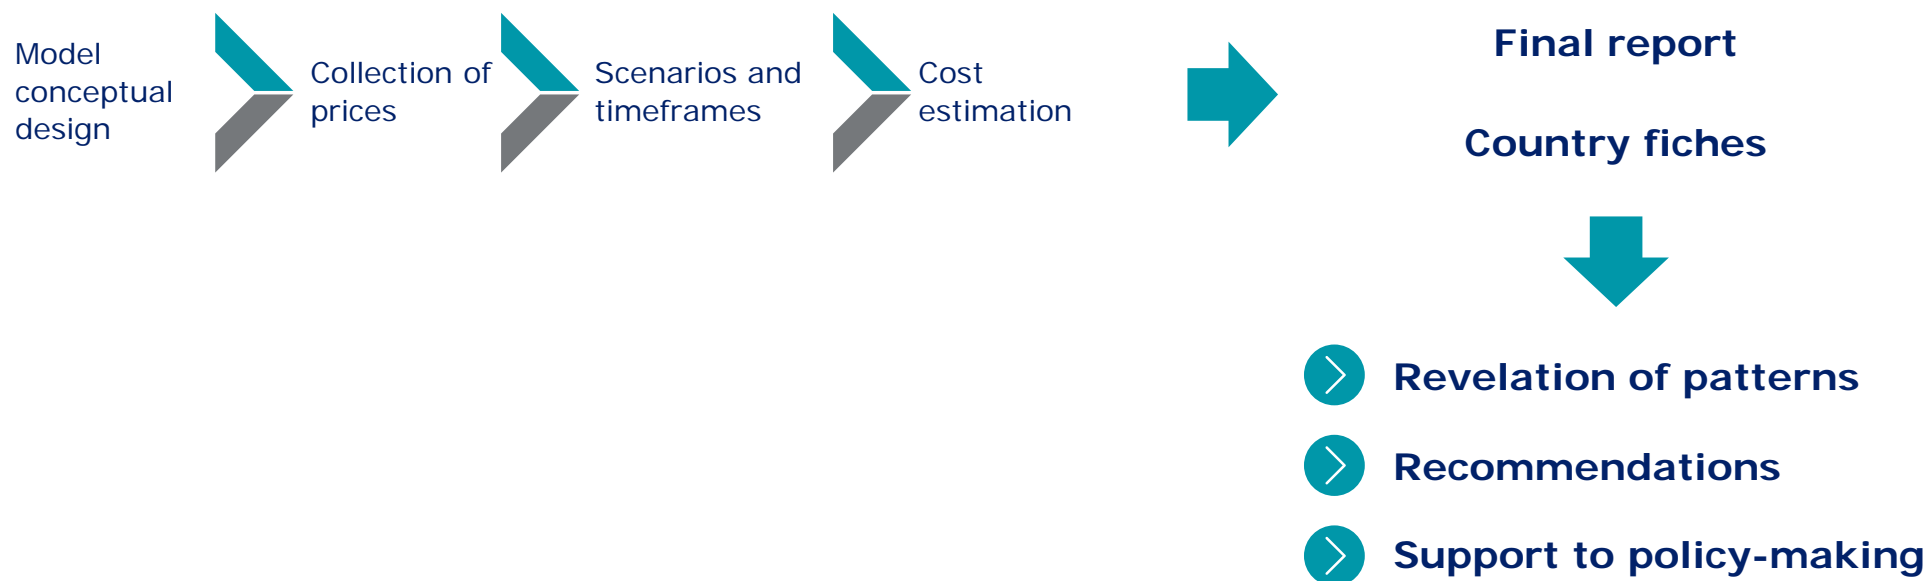 Model
conceptual
design
Collection of
prices
Scenarios and
timeframes
Cost
estimation
Final report
Country fiches
Revelation of patterns
Recommendations
Support to policy-making